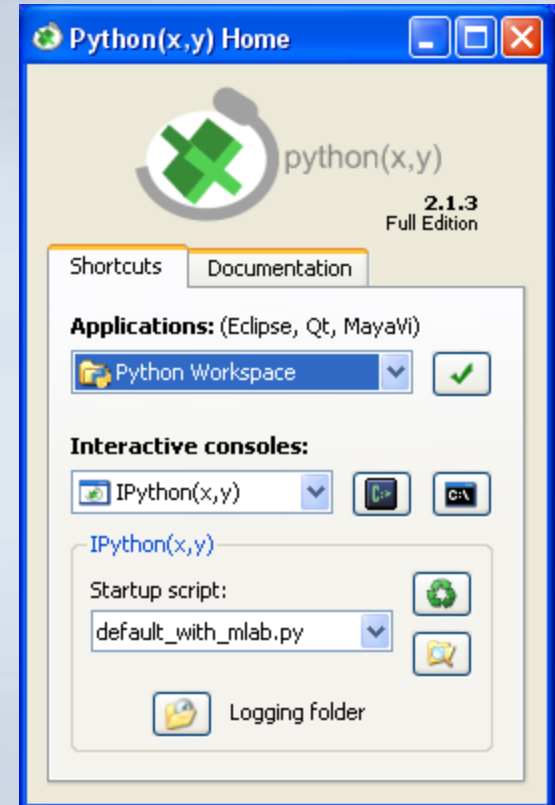 Python(x,y) Home
python(x,y)
2.1.3
Full Edition
Shortcuts Documentation
Applications: (Eclipse, Qt, MayaVi)
Python Workspace
Interactive consoles:
IPython(x,y)
C:\
IPython(x,y)
Startup script:
default_with_mlab.py
Logging folder